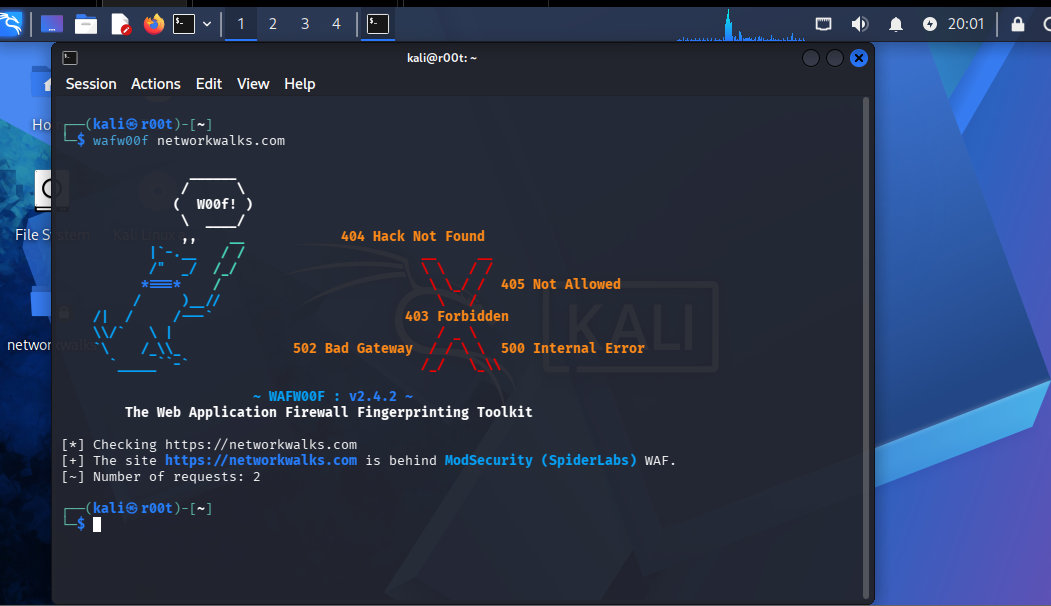 1 2 3 4 20:01
kali@r00t: ~
Session Actions Edit View Help
┌──(kali㉿r00t)-[~]
└─$ wafw00f networkwalks.com
W00f!
404 Hack Not Found
405 Not Allowed
403 Forbidden
502 Bad Gateway 500 Internal Error
~ WAFW00F : v2.4.2 ~
The Web Application Firewall Fingerprinting Toolkit
[*] Checking https://networkwalks.com
[+] The site https://networkwalks.com is behind ModSecurity (SpiderLabs) WAF.
[~] Number of requests: 2
┌──(kali㉿r00t)-[~]
└─$
File System
Kali Linux
KALI